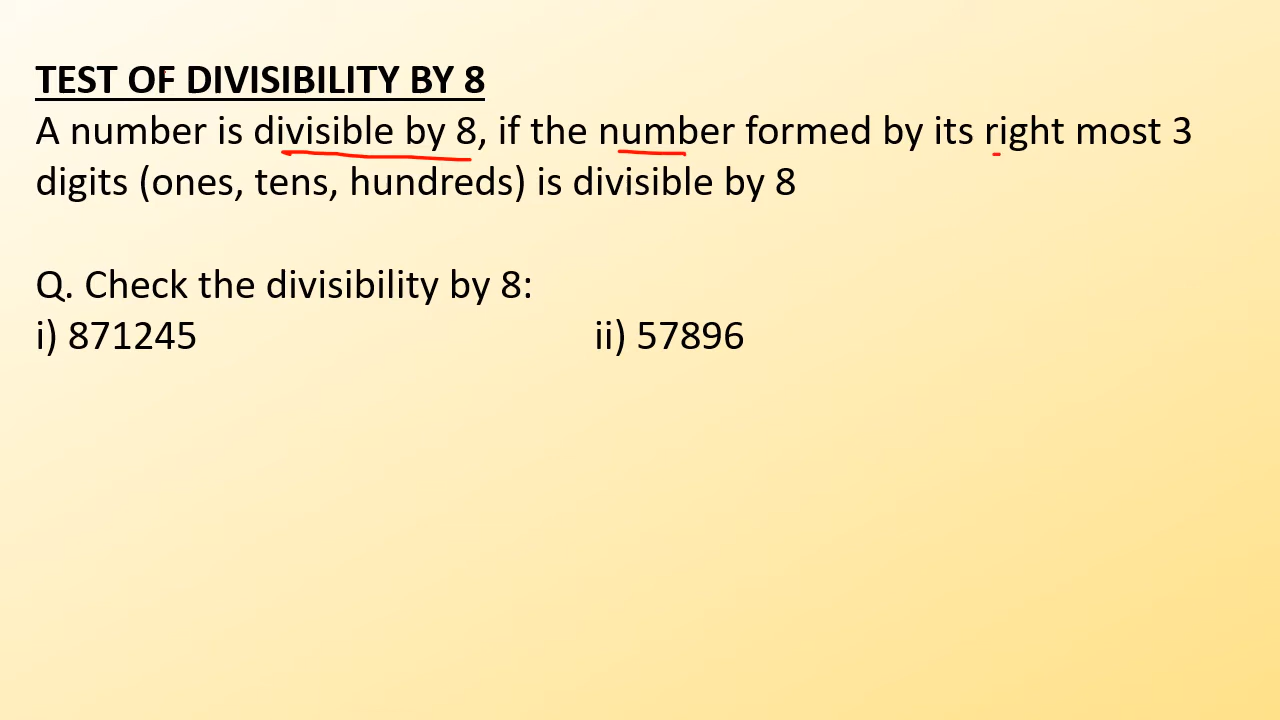 TEST OF DIVISIBILITY BY 8
A number is divisible by 8, if the number formed by its right most 3
digits (ones, tens, hundreds) is divisible by 8
Q. Check the divisibility by 8:
i) 871245 ii) 57896